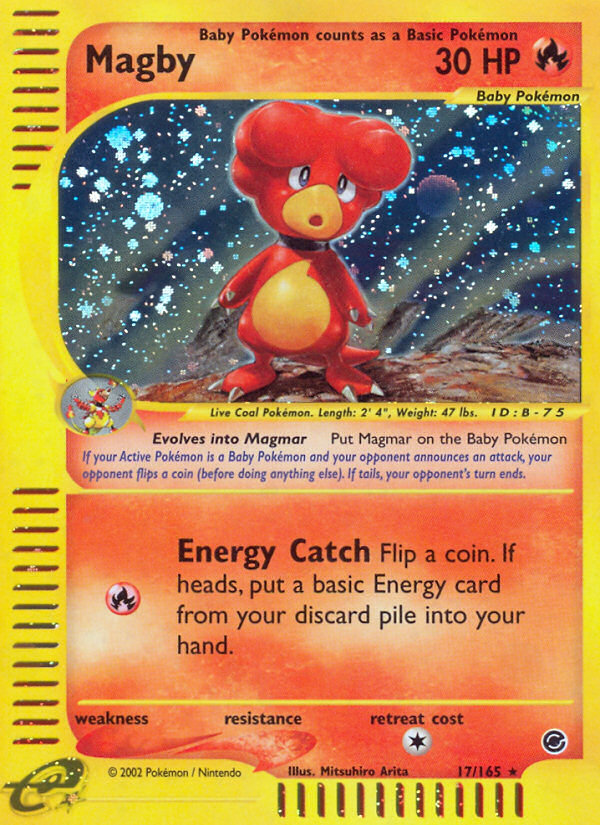 Baby Pokémon counts as a Basic Pokémon
Magby
30 HP
Baby Pokémon
Live Coal Pokémon. Length: 2' 4", Weight: 47 lbs. ID:B-75
Evolves into Magmar Put Magmar on the Baby Pokémon
If your Active Pokémon is a Baby Pokémon and your opponent announces an attack, your
opponent flips a coin (before doing anything else). If tails, your opponent's turn ends.
Energy Catch Flip a coin. If
heads, put a basic Energy card
from your discard pile into your
hand.
weakness resistance retreat cost
© 2002 Pokémon / Nintendo Illus. Mitsuhiro Arita 17/165 ★
e